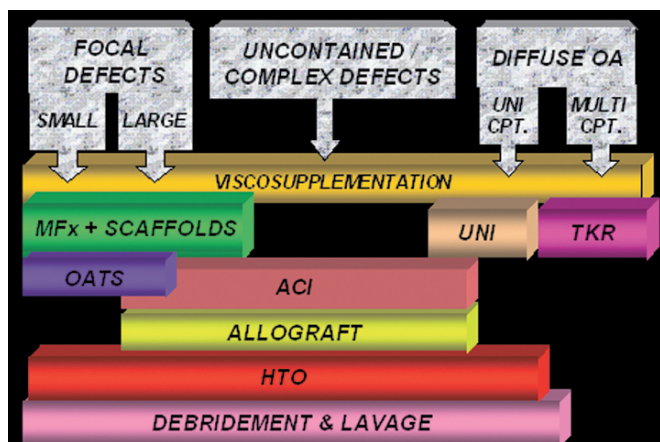 FOCAL
DEFECTS
SMALL
LARGE
UNCONTAINED /
COMPLEX DEFECTS
DIFFUSE OA
UNI
CPT.
MULTI
CPT.
VISCOSUPPLEMENTATION
MFx + SCAFFOLDS
UNI
TKR
OATS
ACI
ALLOGRAFT
HTO
DEBRIDEMENT & LAVAGE